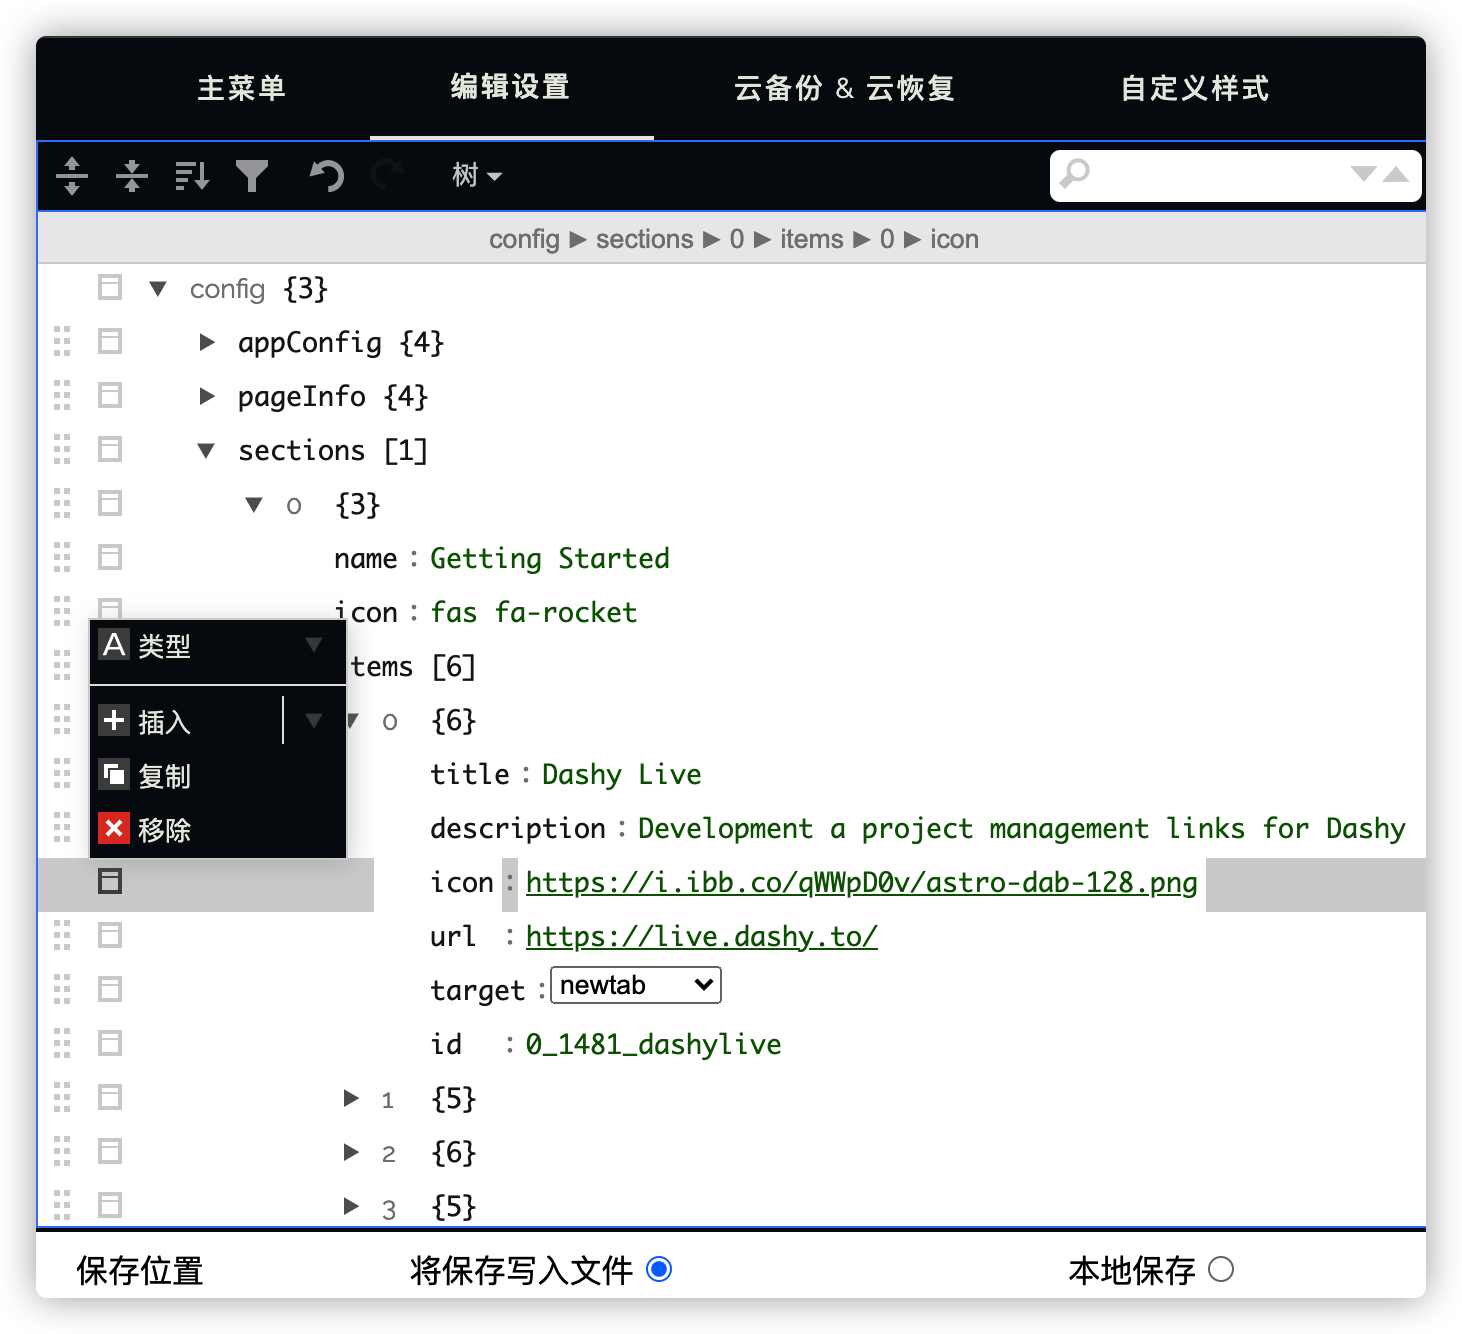 主菜单 编辑设置 云备份 & 云恢复 自定义样式
树
config ► sections ► 0 ► items ► 0 ► icon
config {3}
appConfig {4}
pageInfo {4}
sections [1]
0 {3}
name : Getting Started
icon : fas fa-rocket
类型
tems [6]
插入
0 {6}
复制
title : Dashy Live
移除
description : Development a project management links for Dashy
icon : https://i.ibb.co/qWWpD0v/astro-dab-128.png
url : https://live.dashy.to/
target : newtab
id : 0_1481_dashylive
1 {5}
2 {6}
3 {5}
保存位置 将保存写入文件 本地保存